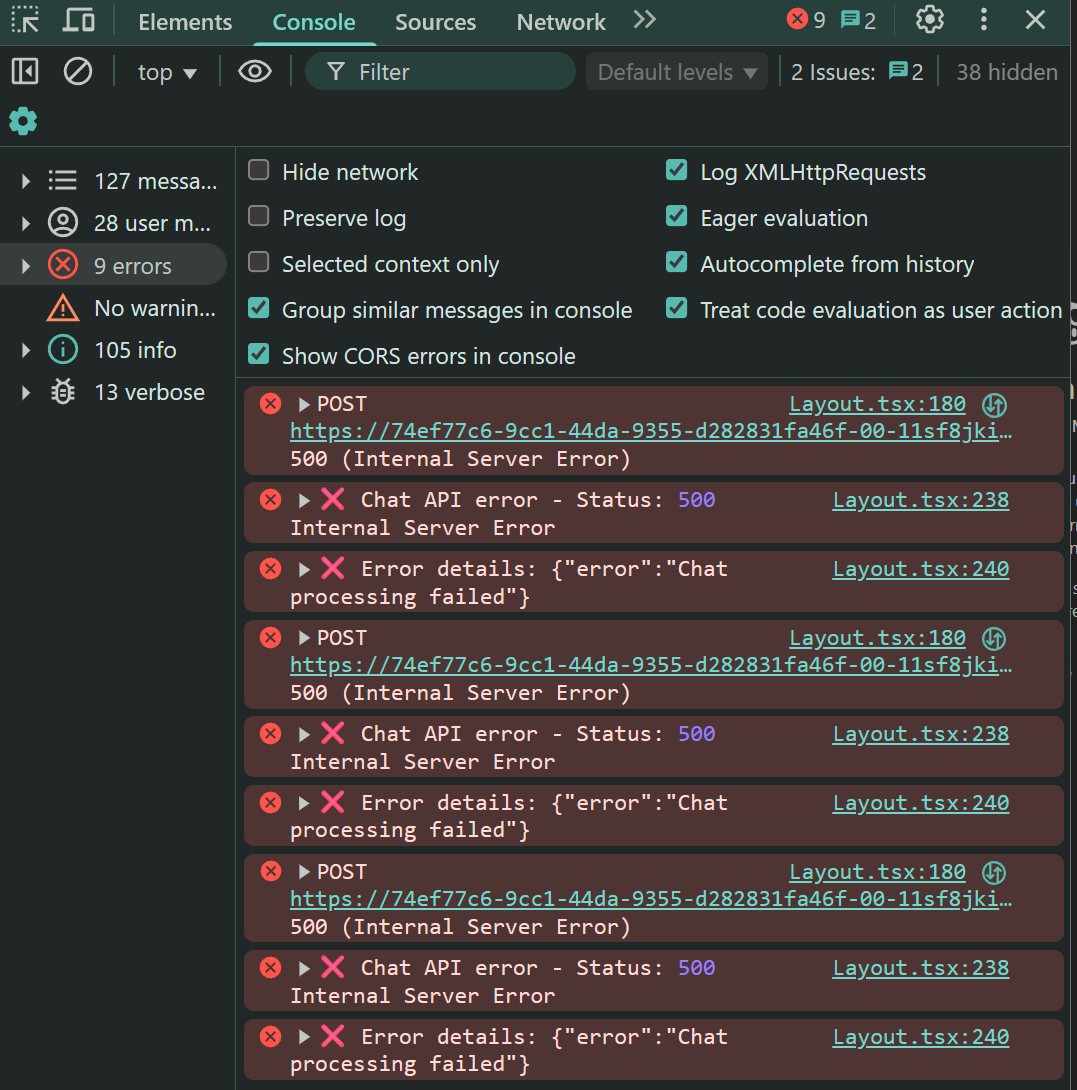 Elements Console Sources Network 9 2
top Filter Default levels 2 Issues: 2 38 hidden
127 messa...
28 user m...
9 errors
No warnin...
105 info
13 verbose
Hide network Log XMLHttpRequests
Preserve log Eager evaluation
Selected context only Autocomplete from history
Group similar messages in console Treat code evaluation as user action
Show CORS errors in console
POST Layout.tsx:180
https://74ef77c6-9cc1-44da-9355-d282831fa46f-00-11sf8jki…
500 (Internal Server Error)
❌ Chat API error - Status: 500 Layout.tsx:238
Internal Server Error
❌ Error details: {"error":"Chat Layout.tsx:240
processing failed"}
POST Layout.tsx:180
https://74ef77c6-9cc1-44da-9355-d282831fa46f-00-11sf8jki…
500 (Internal Server Error)
❌ Chat API error - Status: 500 Layout.tsx:238
Internal Server Error
❌ Error details: {"error":"Chat Layout.tsx:240
processing failed"}
POST Layout.tsx:180
https://74ef77c6-9cc1-44da-9355-d282831fa46f-00-11sf8jki…
500 (Internal Server Error)
❌ Chat API error - Status: 500 Layout.tsx:238
Internal Server Error
❌ Error details: {"error":"Chat Layout.tsx:240
processing failed"}